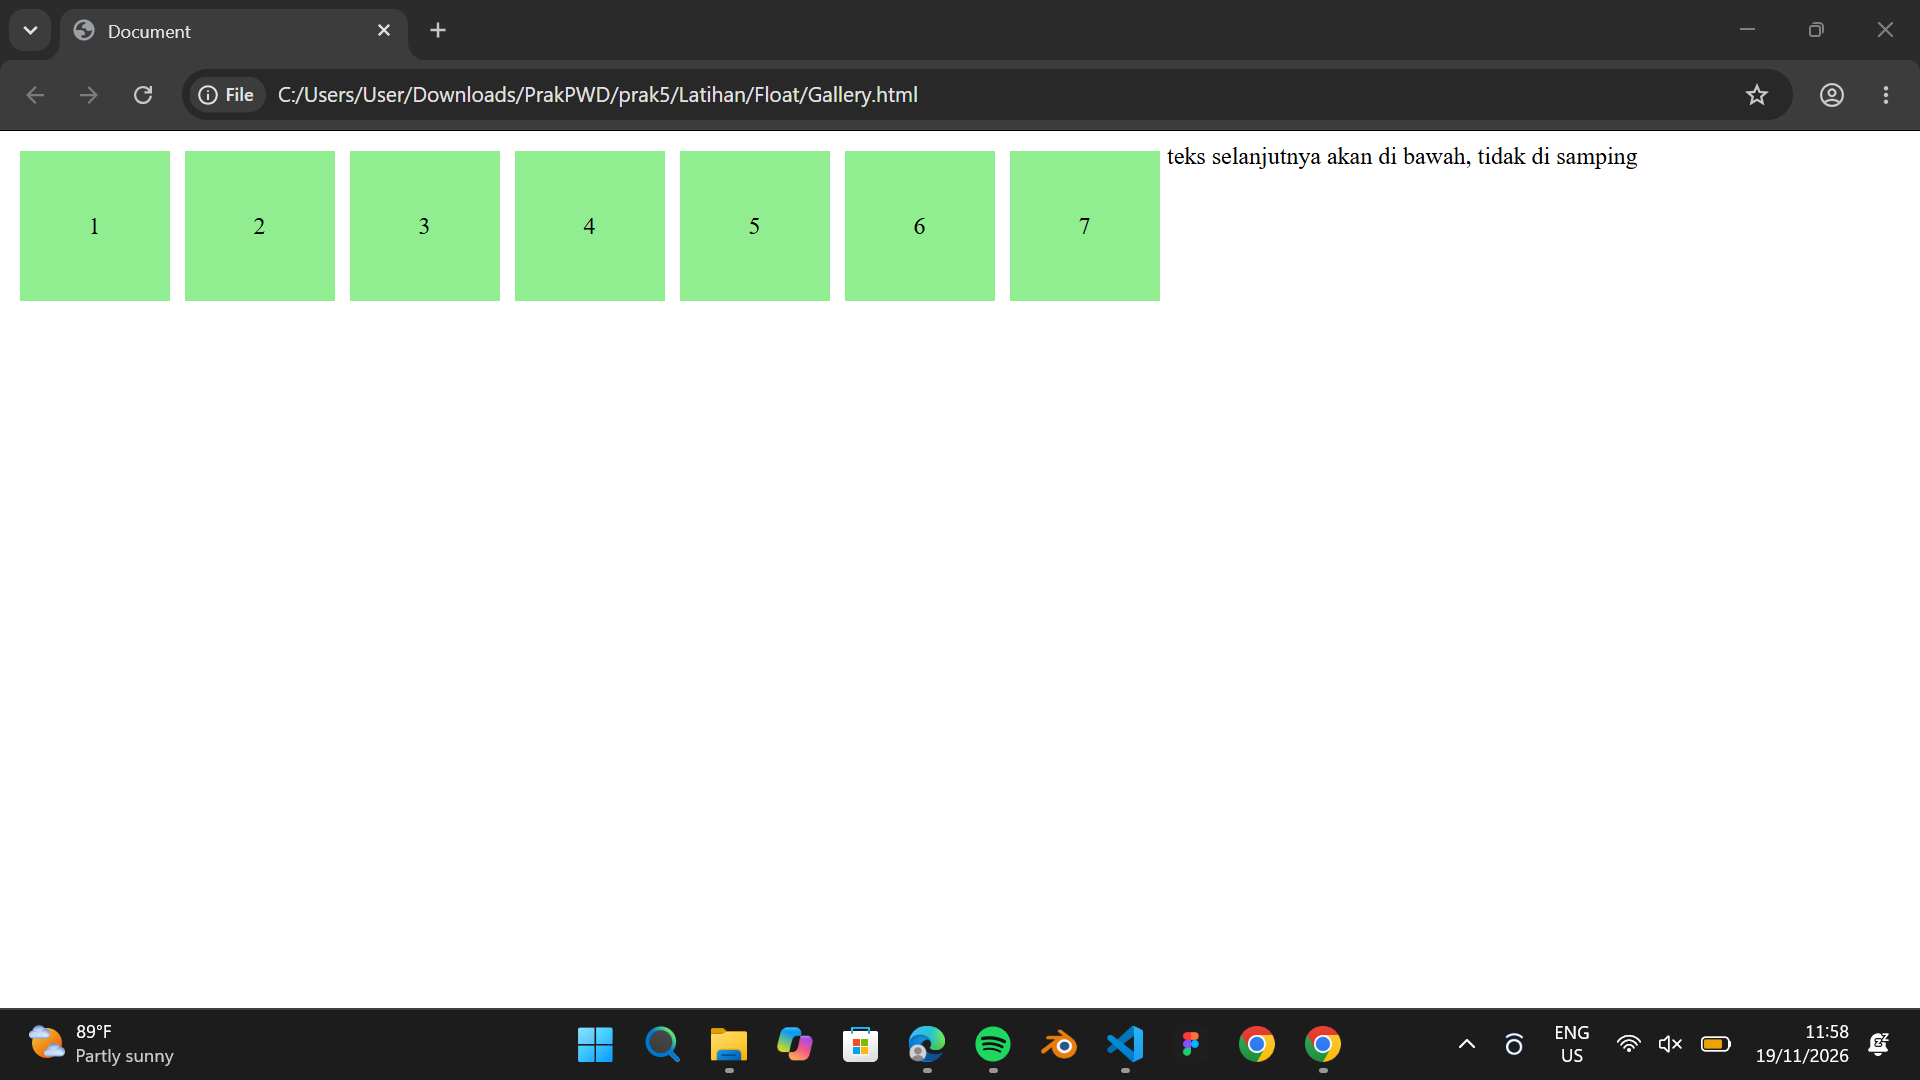 Document
File
C:/Users/User/Downloads/PrakPWD/prak5/Latihan/Float/Gallery.html
1 2 3 4 5 6 7 teks selanjutnya akan di bawah, tidak di samping
89°F
Partly sunny
ENG
US
11:58
19/11/2026